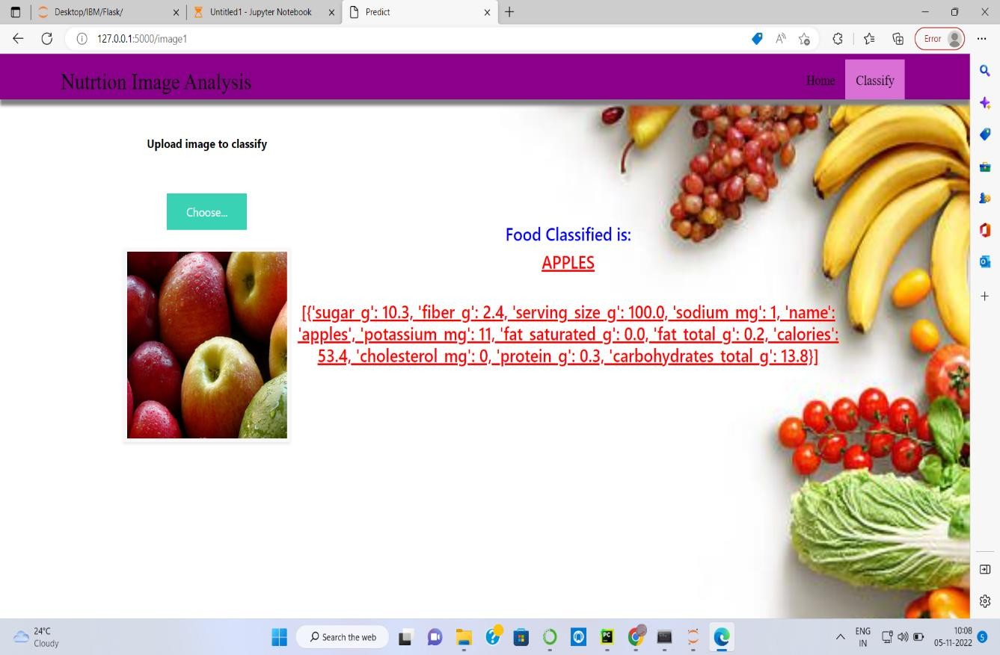 Desktop/IBM/Flask/
Untitled1 - Jupyter Notebook
Predict
127.0.0.1:5000/image1
Error
Nutrtion Image Analysis
Home
Classify
Upload image to classify
Choose...
Food Classified is:
APPLES
[{'sugar_g': 10.3, 'fiber_g': 2.4, 'serving_size_g': 100.0, 'sodium_mg': 1, 'name':
'apples', 'potassium_mg': 11, 'fat_saturated_g': 0.0, 'fat_total_g': 0.2, 'calories':
53.4, 'cholesterol_mg': 0, 'protein_g': 0.3, 'carbohydrates_total_g': 13.8}]
24°C
Cloudy
Search the web
PC
ENG
IN
10:08
05-11-2022
5